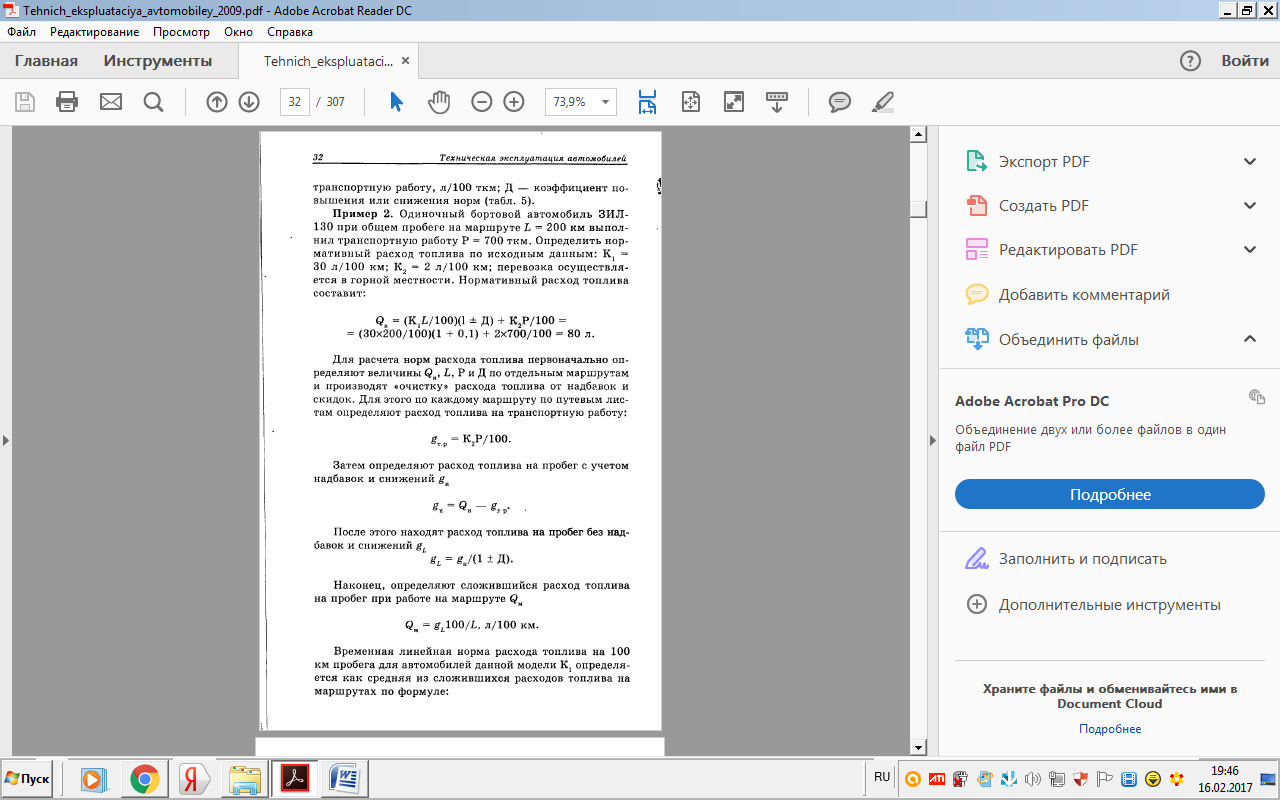 Tehnich_ekspluataciya_avtomobiley_2009.pdf - Adobe Acrobat Reader DC
Файл Редактирование Просмотр Окно Справка
Главная Инструменты Tehnich_ekspluataci... × ? Войти
32 / 307 73,9%
32 Техническая эксплуатация автомобилей
транспортную работу, л/100 ткм; Д — коэффициент по-
вышения или снижения норм (табл. 5).
Пример 2. Одиночный бортовой автомобиль ЗИЛ-
130 при общем пробеге на маршруте L = 200 км выпол-
нил транспортную работу P = 700 ткм. Определить нор-
мативный расход топлива по исходным данным: K₁ =
30 л/100 км; K₂ = 2 л/100 км; перевозка осуществля-
ется в горной местности. Нормативный расход топлива
составит:
Qн = (K₁L/100)(1 ± Д) + K₂P/100 =
= (30×200/100)(1 + 0,1) + 2×700/100 = 80 л.
Для расчета норм расхода топлива первоначально оп-
ределяют величины Qн, L, P и Д по отдельным маршрутам
и производят «очистку» расхода топлива от надбавок и
скидок. Для этого по каждому маршруту по путевым лис-
там определяют расход топлива на транспортную работу:
gт.р = K₂P/100.
Затем определяют расход топлива на пробег с учетом
надбавок и снижений gн
gн = Qн — gт.р.
После этого находят расход топлива на пробег без над-
бавок и снижений gL
gL = gн/(1 ± Д).
Наконец, определяют сложившийся расход топлива
на пробег при работе на маршруте Qм
Qм = gL100/L, л/100 км.
Временная линейная норма расхода топлива на 100
км пробега для автомобилей данной модели K₁ определя-
ется как средняя из сложившихся расходов топлива на
маршрутах по формуле:
Экспорт PDF
Создать PDF
Редактировать PDF
Добавить комментарий
Объединить файлы
Adobe Acrobat Pro DC
Объединение двух или более файлов в один
файл PDF
Подробнее
Заполнить и подписать
Дополнительные инструменты
Храните файлы и обменивайтесь ими в
Document Cloud
Подробнее
Пуск RU 19:46
16.02.2017